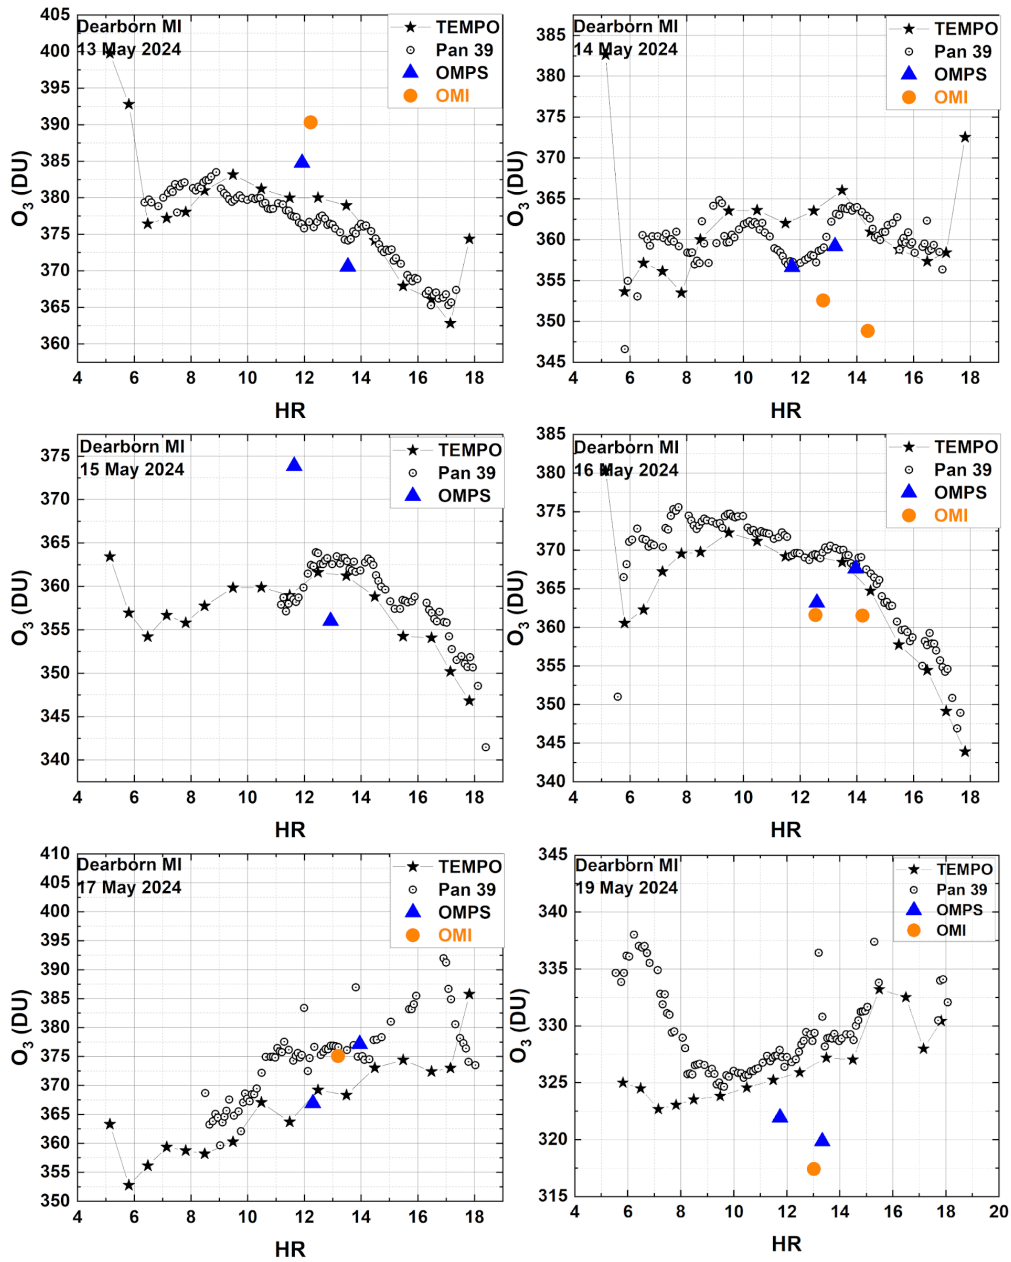 Dearborn MI
13 May 2024
TEMPO
Pan 39
OMPS
OMI
O3 (DU)
405
400
395
390
385
380
375
370
365
360
4 6 8 10 12 14 16 18
HR
Dearborn MI
14 May 2024
TEMPO
Pan 39
OMPS
OMI
O3 (DU)
385
380
375
370
365
360
355
350
345
4 6 8 10 12 14 16 18
HR
Dearborn MI
15 May 2024
TEMPO
Pan 39
OMPS
O3 (DU)
375
370
365
360
355
350
345
340
4 6 8 10 12 14 16 18
HR
Dearborn MI
16 May 2024
TEMPO
Pan 39
OMPS
OMI
O3 (DU)
385
380
375
370
365
360
355
350
345
340
4 6 8 10 12 14 16 18
HR
Dearborn MI
17 May 2024
TEMPO
Pan 39
OMPS
OMI
O3 (DU)
410
405
400
395
390
385
380
375
370
365
360
355
350
4 6 8 10 12 14 16 18
HR
Dearborn MI
19 May 2024
TEMPO
Pan 39
OMPS
OMI
O3 (DU)
345
340
335
330
325
320
315
4 6 8 10 12 14 16 18 20
HR